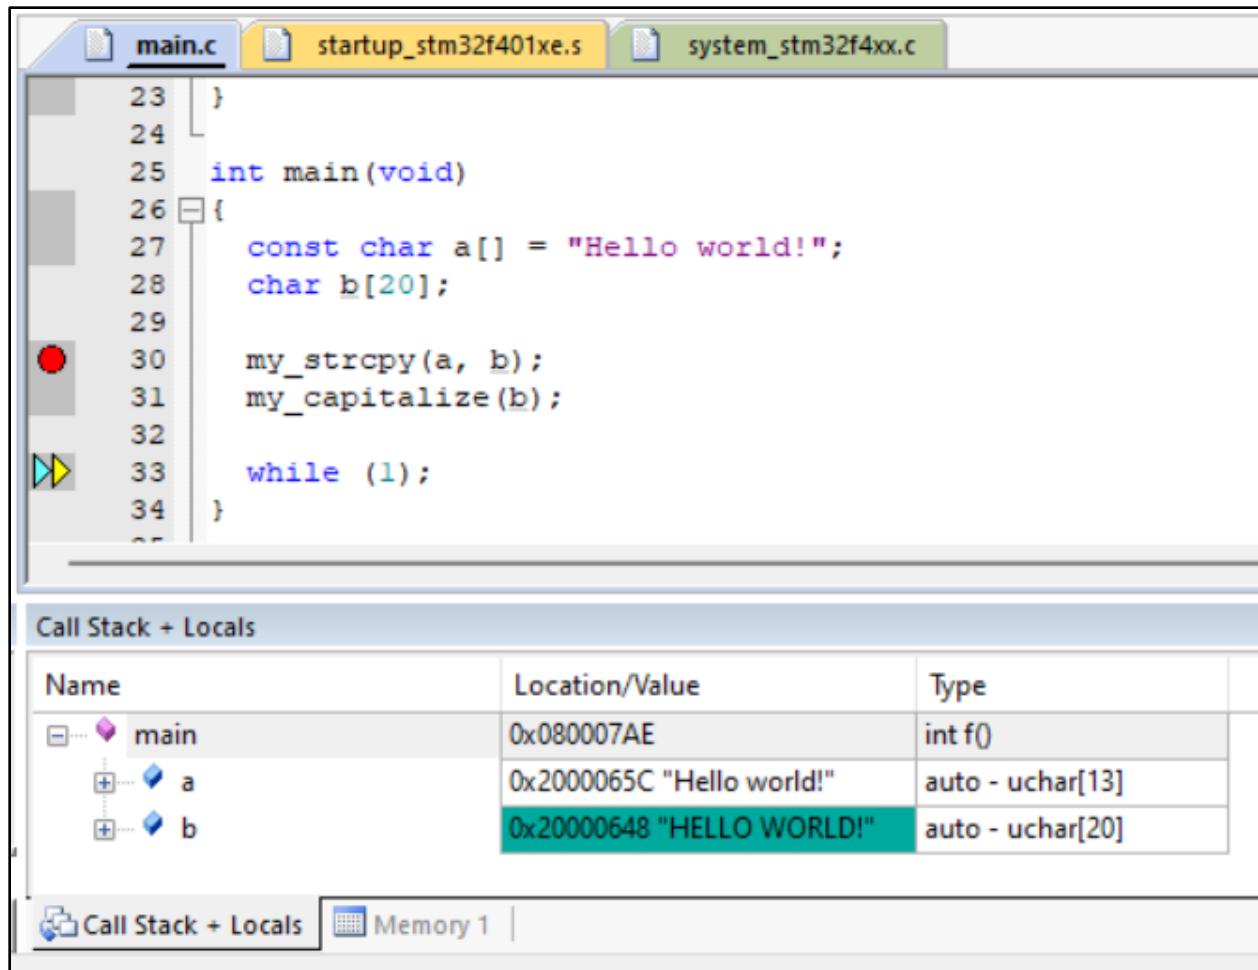 main.c startup_stm32f401xe.s system_stm32f4xx.c
23 }
24
25 int main(void)
26 {
27 const char a[] = "Hello world!";
28 char b[20];
29
30 my_strcpy(a, b);
31 my_capitalize(b);
32
33 while (1);
34 }
Call Stack + Locals
Name Location/Value Type
main 0x080007AE int f()
a 0x2000065C "Hello world!" auto - uchar[13]
b 0x20000648 "HELLO WORLD!" auto - uchar[20]
Call Stack + Locals Memory 1